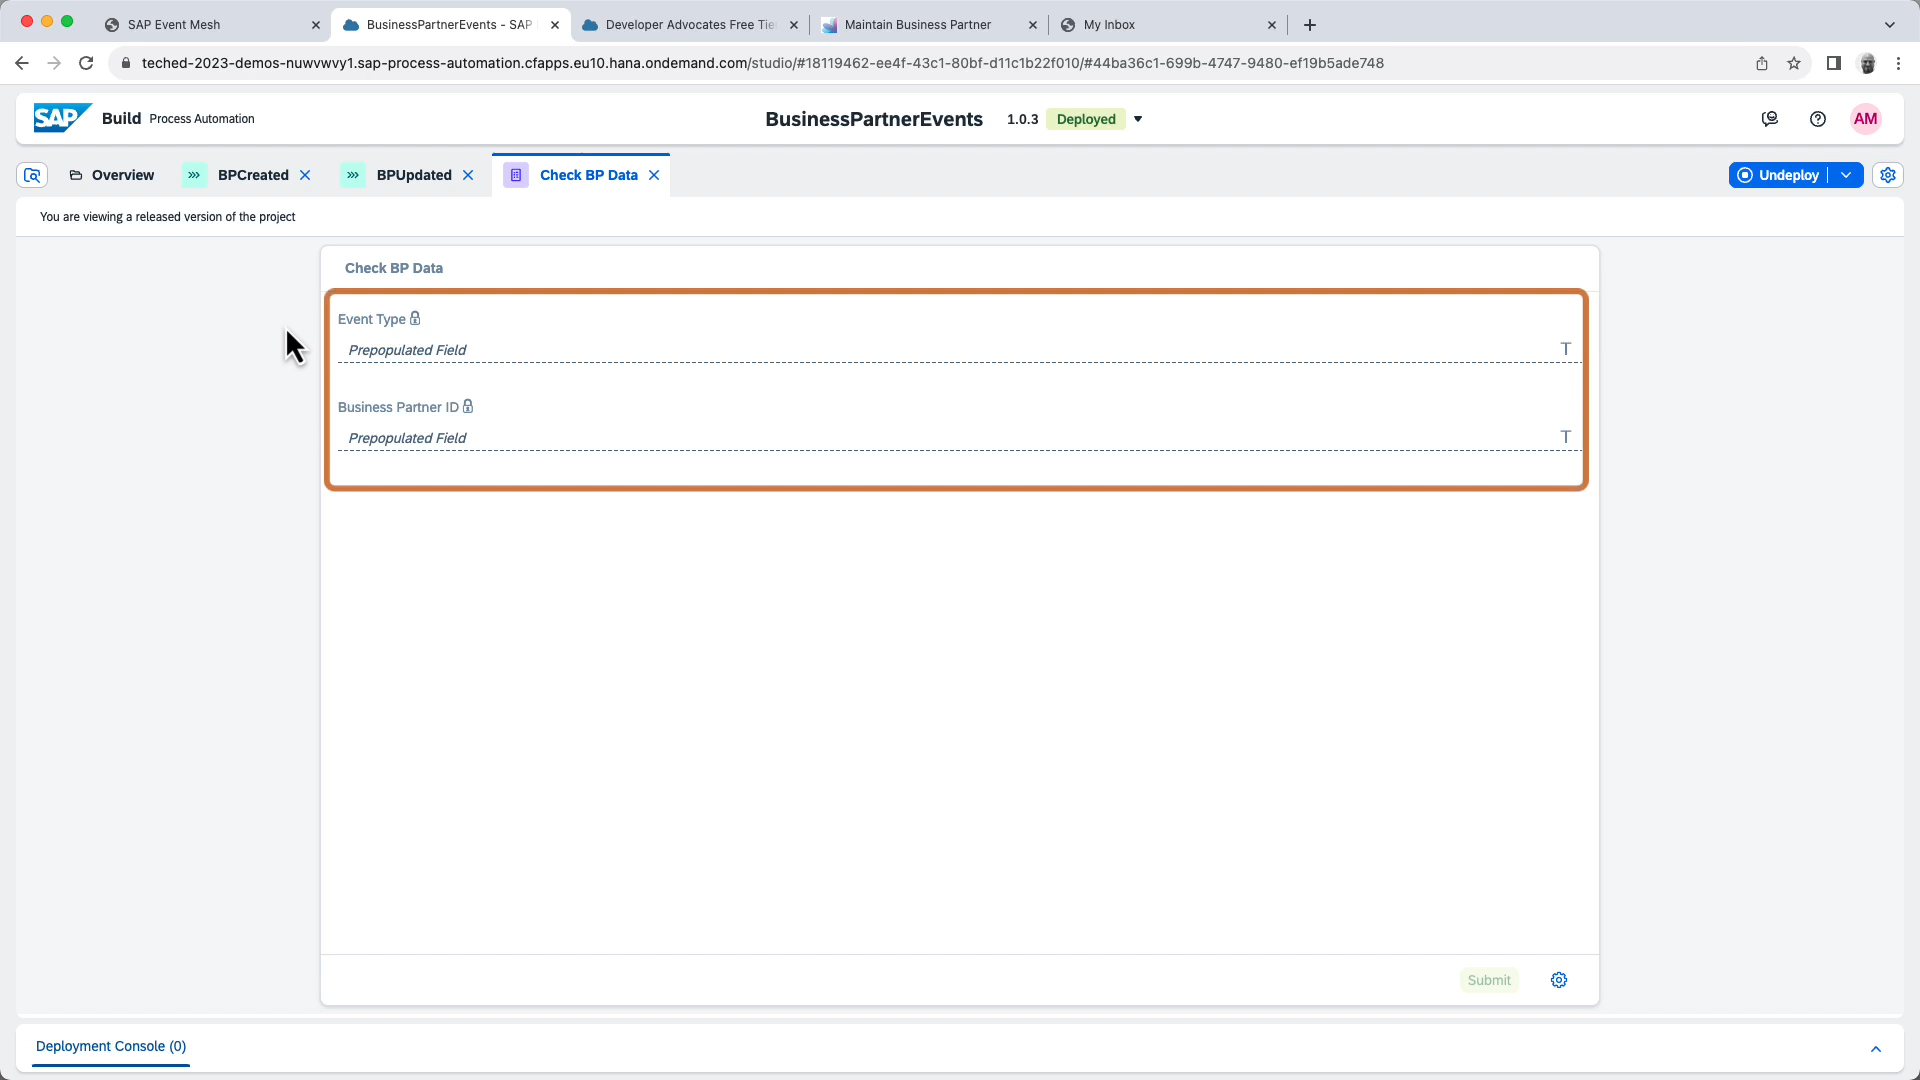 SAP Event Mesh
BusinessPartnerEvents - SAP
Developer Advocates Free Tie
Maintain Business Partner
My Inbox
teched-2023-demos-nuwvwvy1.sap-process-automation.cfapps.eu10.hana.ondemand.com/studio/#18119462-ee4f-43c1-80bf-d11c1b22f010/#44ba36c1-699b-4747-9480-ef19b5ade748
SAP Build Process Automation
BusinessPartnerEvents 1.0.3 Deployed
AM
Overview
BPCreated
BPUpdated
Check BP Data
Undeploy
You are viewing a released version of the project
Check BP Data
Event Type
Prepopulated Field
T
Business Partner ID
Prepopulated Field
T
Submit
Deployment Console (0)